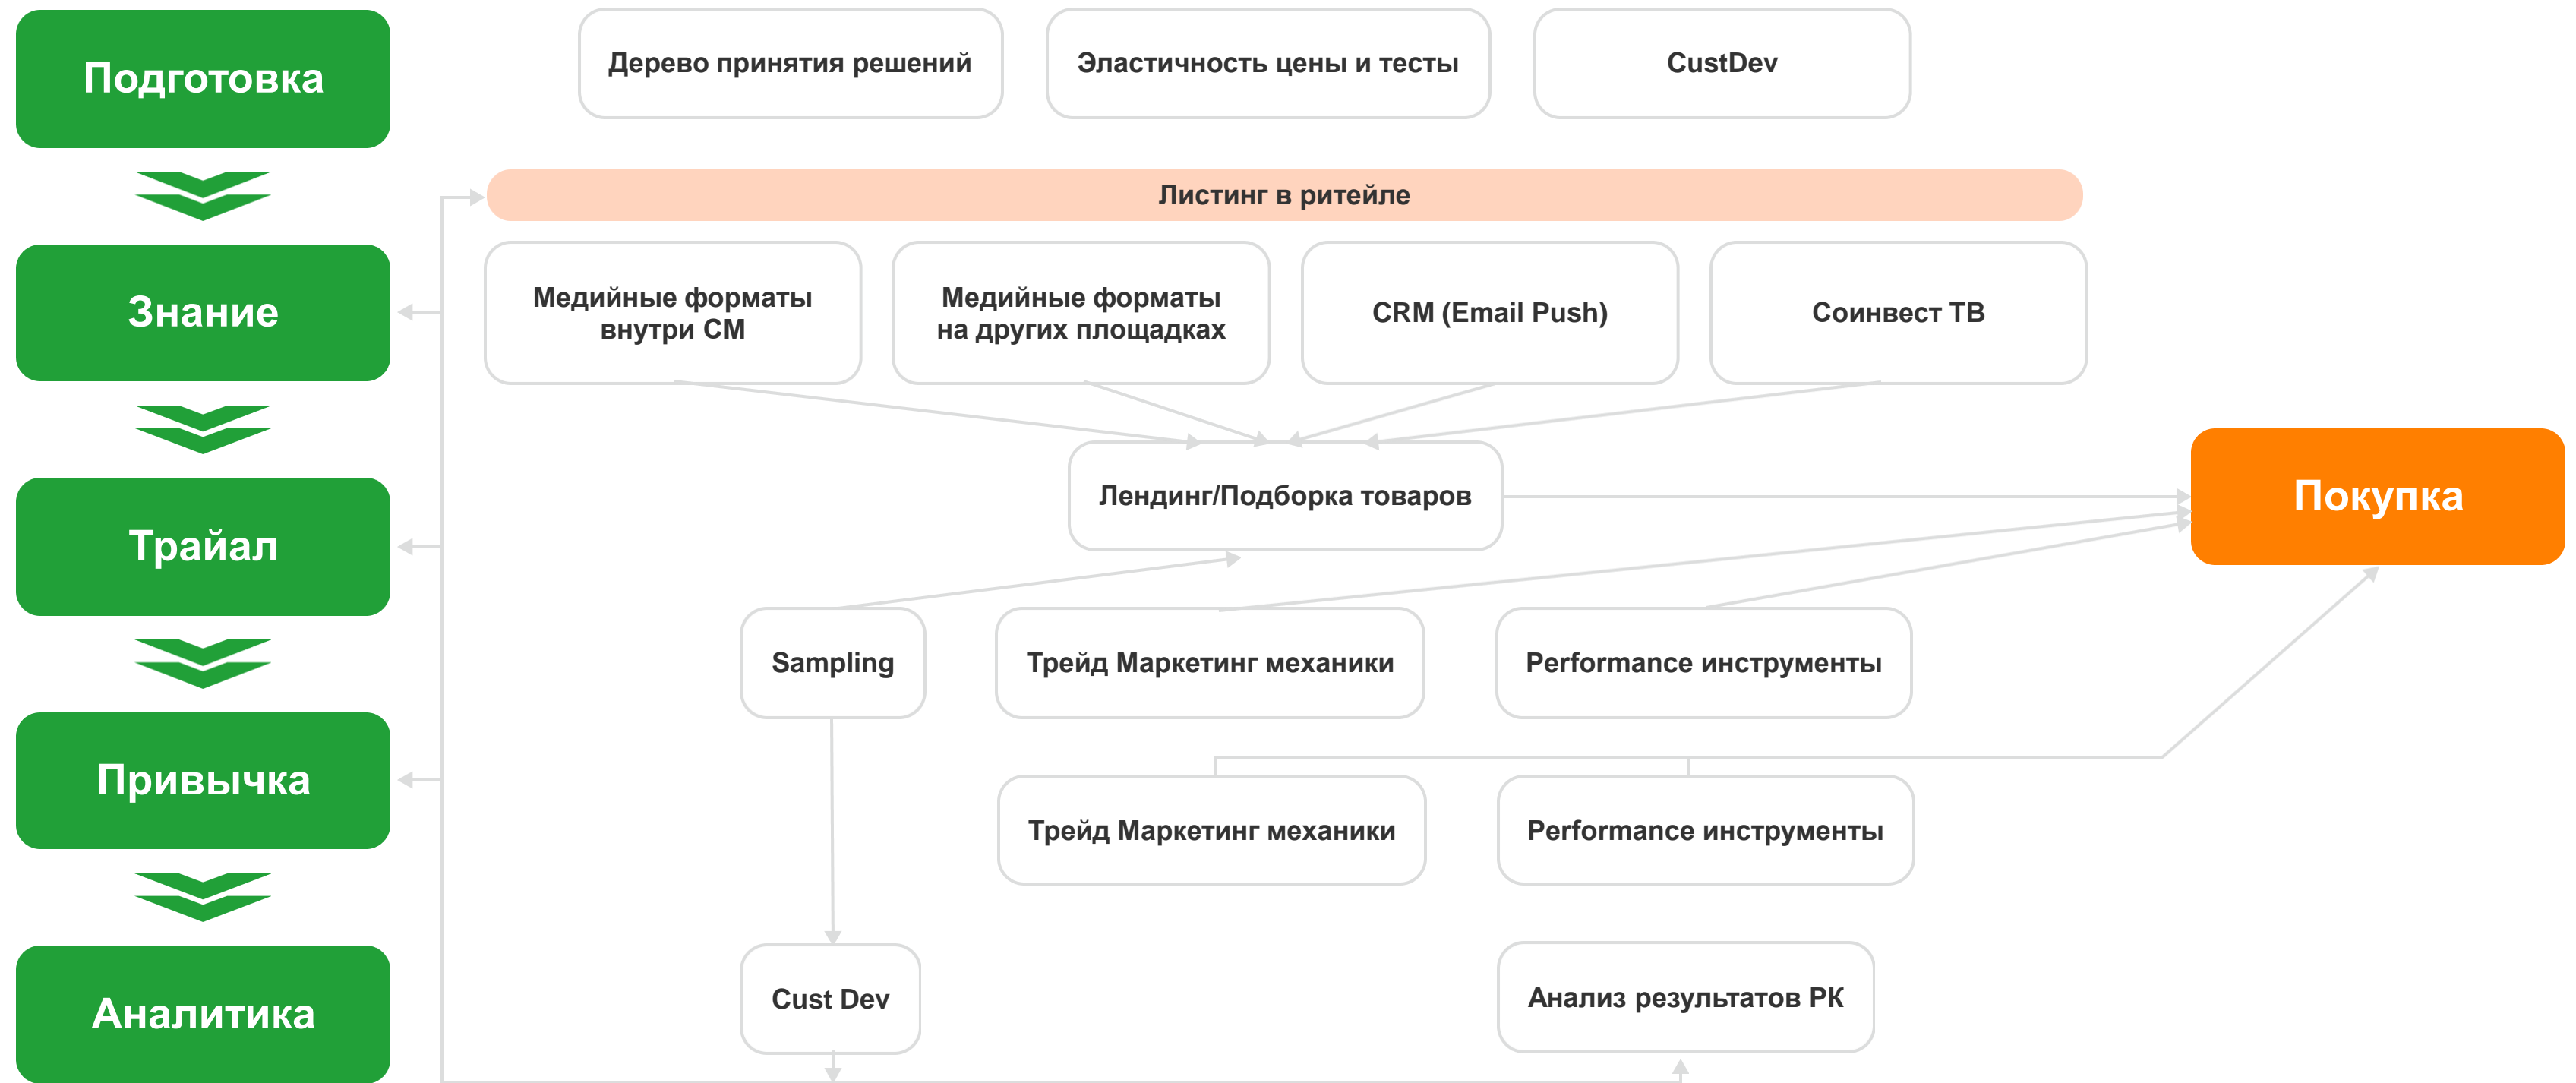 Подготовка
Дерево принятия решений
Эластичность цены и тесты
CustDev
Листинг в ритейле
Знание
Медийные форматы
внутри СМ
Медийные форматы
на других площадках
CRM (Email Push)
Соинвест ТВ
Трайал
Лендинг/Подборка товаров
Покупка
Sampling
Трейд Маркетинг механики
Performance инструменты
Привычка
Трейд Маркетинг механики
Performance инструменты
Аналитика
Cust Dev
Анализ результатов РК